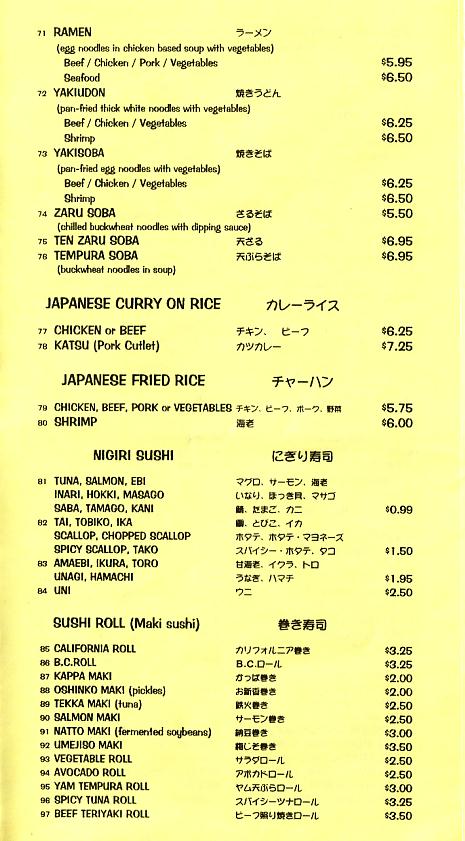 71 RAMEN ラーメン
(egg noodles in chicken based soup with vegetables)
Beef / Chicken / Pork / Vegetables $5.95
Seafood $6.50
72 YAKIUDON 焼きうどん
(pan-fried thick white noodles with vegetables)
Beef / Chicken / Vegetables $6.25
Shrimp $6.50
73 YAKISOBA 焼きそば
(pan-fried egg noodles with vegetables)
Beef / Chicken / Vegetables $6.25
Shrimp $6.50
74 ZARU SOBA ざるそば $5.50
(chilled buckwheat noodles with dipping sauce)
75 TEN ZARU SOBA 天ざる $6.95
76 TEMPURA SOBA 天ぷらそば $6.95
(buckwheat noodles in soup)
JAPANESE CURRY ON RICE カレーライス
77 CHICKEN or BEEF チキン、 ビーフ $6.25
78 KATSU (Pork Cutlet) カツカレー $7.25
JAPANESE FRIED RICE チャーハン
79 CHICKEN, BEEF, PORK or VEGETABLES チキン、ビーフ、ポーク、野菜 $5.75
80 SHRIMP 海老 $6.00
NIGIRI SUSHI にぎり寿司
81 TUNA, SALMON, EBI マグロ、サーモン、海老
INARI, HOKKI, MASAGO いなり、ほっき貝、マサゴ
SABA, TAMAGO, KANI 鯖、たまご、カニ $0.99
82 TAI, TOBIKO, IKA 鯛、とびこ、イカ
SCALLOP, CHOPPED SCALLOP ホタテ、ホタテ・マヨネーズ
SPICY SCALLOP, TAKO スパイシー・ホタテ、タコ $1.50
83 AMAEBI, IKURA, TORO 甘海老、イクラ、トロ
UNAGI, HAMACHI うなぎ、ハマチ $1.95
84 UNI ウニ $2.50
SUSHI ROLL (Maki sushi) 巻き寿司
85 CALIFORNIA ROLL カリフォルニア巻き $3.25
86 B.C.ROLL B.C.ロール $3.25
87 KAPPA MAKI かっぱ巻き $2.00
88 OSHINKO MAKI (pickles) お新香巻き $2.00
89 TEKKA MAKI (tuna) 鉄火巻き $2.50
90 SALMON MAKI サーモン巻き $2.50
91 NATTO MAKI (fermented soybeans) 納豆巻き $3.00
92 UMEJISO MAKI 梅じそ巻き $3.50
93 VEGETABLE ROLL サラダロール $2.50
94 AVOCADO ROLL アボカドロール $2.50
95 YAM TEMPURA ROLL ヤム天ぷらロール $3.00
96 SPICY TUNA ROLL スパイシーツナロール $3.25
97 BEEF TERIYAKI ROLL ビーフ照り焼きロール $3.50